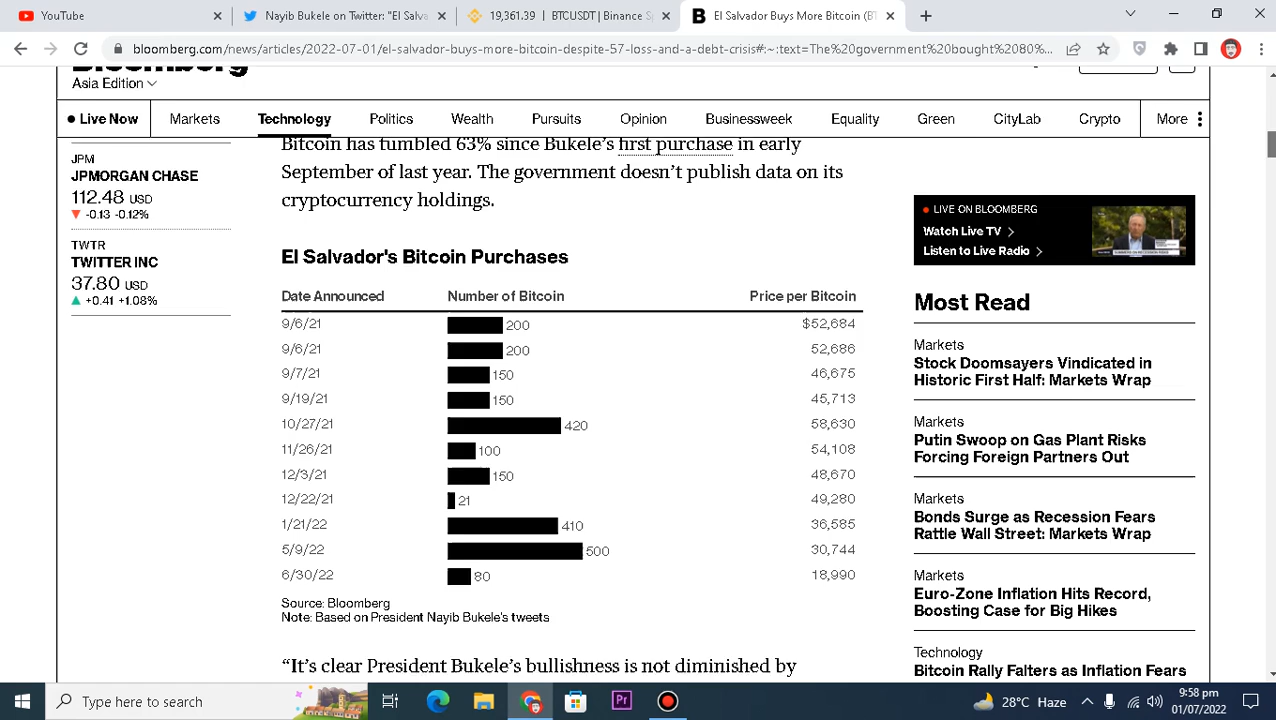 YouTube
Nayib Bukele on Twitter: "El Salva
19,361.39 | BTCUSDT | Binance S
El Salvador Buys More Bitcoin (BT
bloomberg.com/news/articles/2022-07-01/el-salvador-buys-more-bitcoin-despite-57-loss-and-a-debt-crisis#:~:text=The%20government%20bought%2080%...
Bloomberg
Asia Edition
Live Now
Markets
Technology
Politics
Wealth
Pursuits
Opinion
Businessweek
Equality
Green
CityLab
Crypto
More
JPM
JPMORGAN CHASE
112.48 USD
-0.13 -0.12%
TWTR
TWITTER INC
37.80 USD
+0.41 +1.08%
Bitcoin has tumbled 63% since Bukele’s first purchase in early
September of last year. The government doesn’t publish data on its
cryptocurrency holdings.
El Salvador's Bitcoin Purchases
Date Announced Number of Bitcoin Price per Bitcoin
9/6/21 200 $52,684
9/6/21 200 52,686
9/7/21 150 46,675
9/19/21 150 45,713
10/27/21 420 58,630
11/26/21 100 54,108
12/3/21 150 48,670
12/22/21 21 49,280
1/21/22 410 36,585
5/9/22 500 30,744
6/30/22 80 18,990
Source: Bloomberg
Note: Based on President Nayib Bukele's tweets
“It’s clear President Bukele’s bullishness is not diminished by
LIVE ON BLOOMBERG
Watch Live TV
Listen to Live Radio
Most Read
Markets
Stock Doomsayers Vindicated in
Historic First Half: Markets Wrap
Markets
Putin Swoop on Gas Plant Risks
Forcing Foreign Partners Out
Markets
Bonds Surge as Recession Fears
Rattle Wall Street: Markets Wrap
Markets
Euro-Zone Inflation Hits Record,
Boosting Case for Big Hikes
Technology
Bitcoin Rally Falters as Inflation Fears
Type here to search
Pr
28°C Haze
9:58 pm
01/07/2022